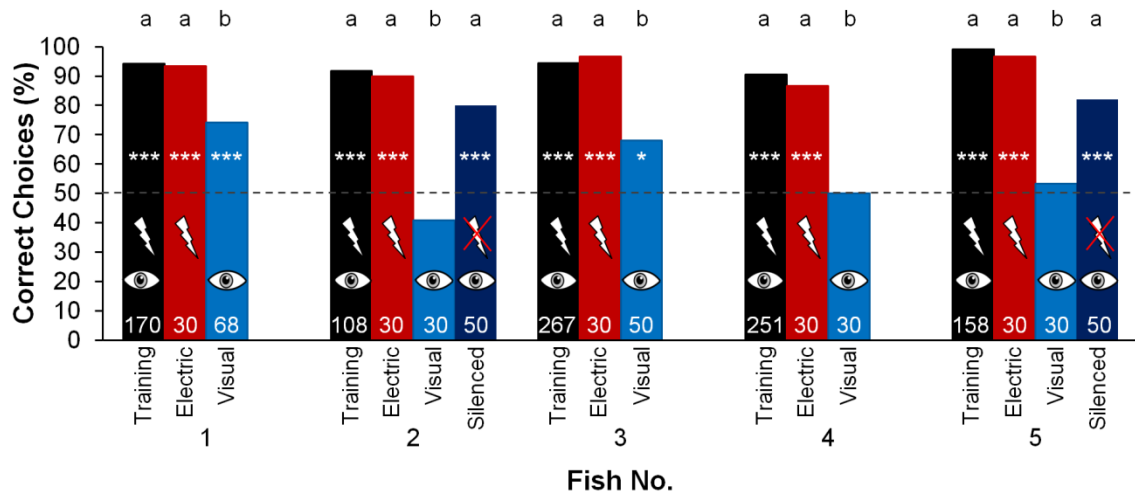 a a b a a b a a a b a a b a a b a
Correct Choices (%)
100
90
80
70
60
50
40
30
20
10
0
*** *** *** *** *** *** *** *** * *** *** *** *** ***
170 30 68 108 30 30 50 267 30 50 251 30 30 158 30 30 50
Training Electric Visual Training Electric Visual Silenced Training Electric Visual Training Electric Visual Training Electric Visual Silenced
1 2 3 4 5
Fish No.